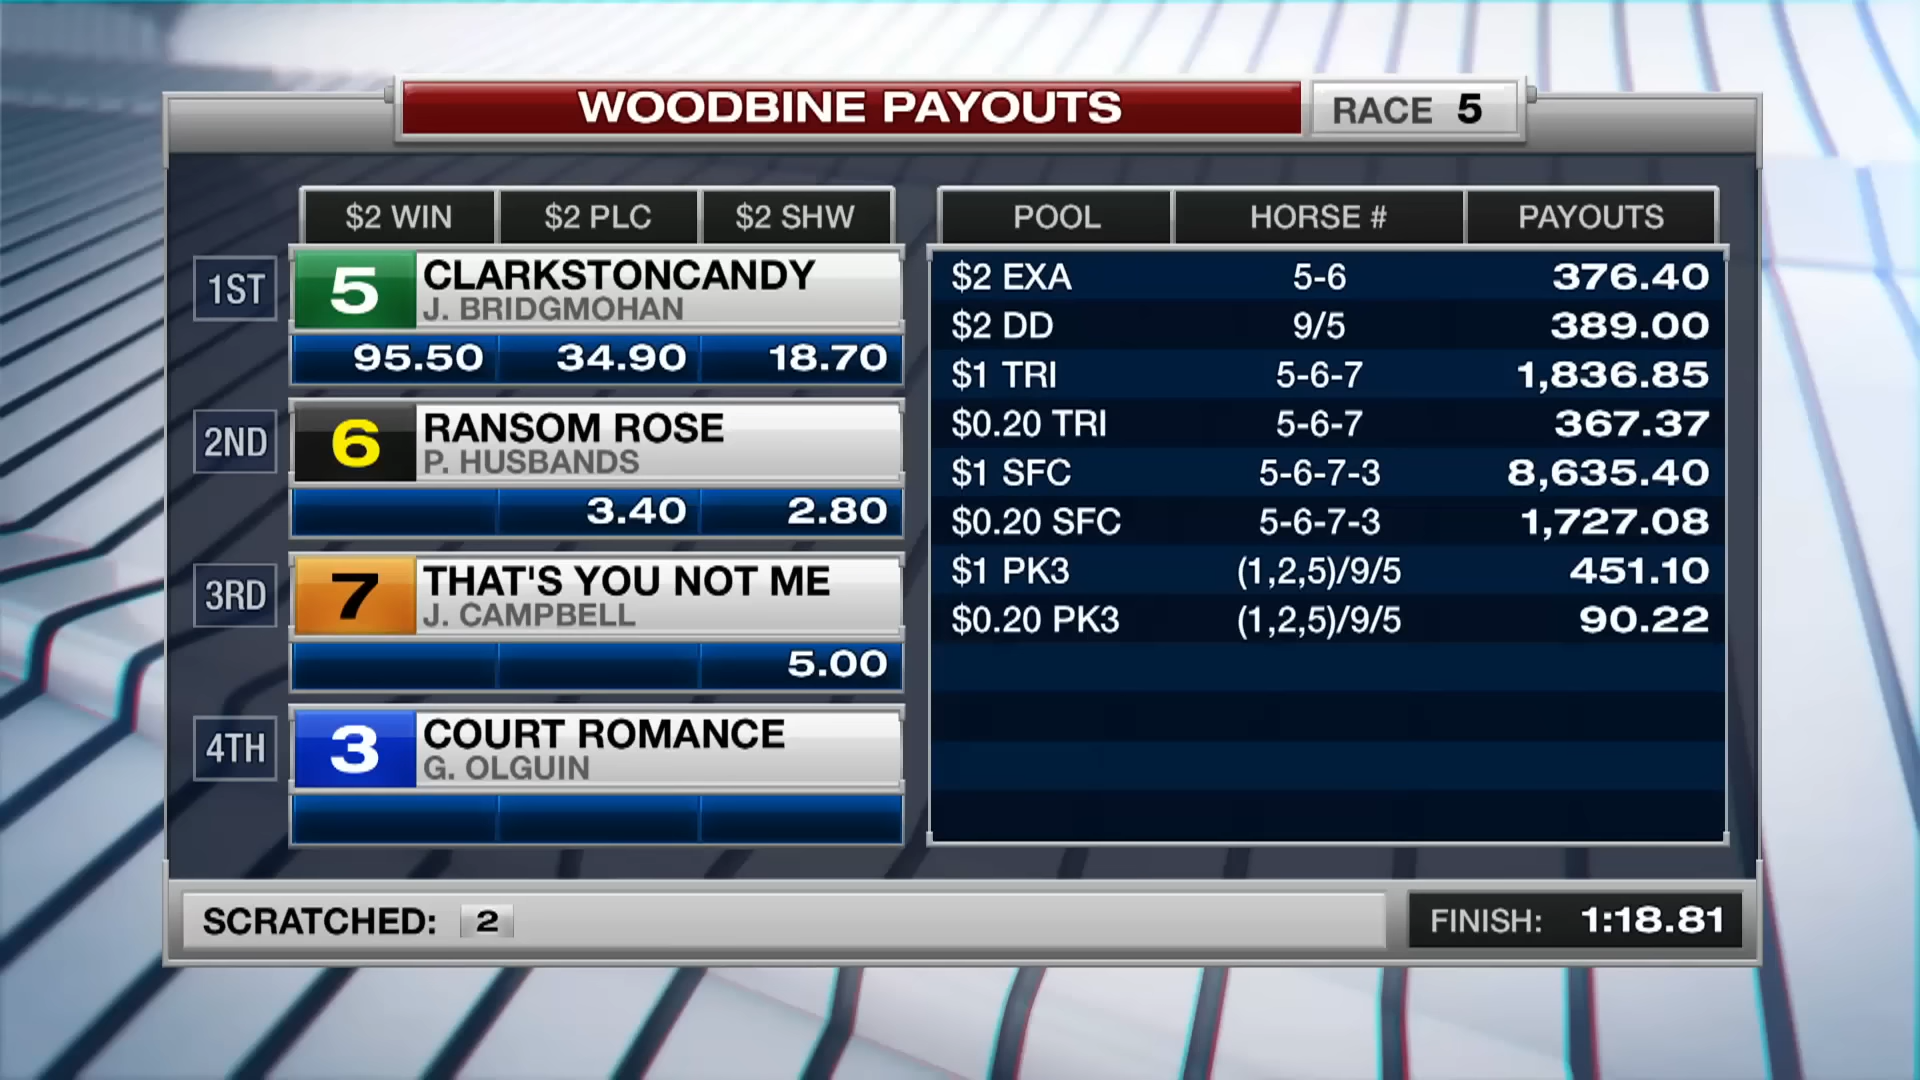 WOODBINE PAYOUTS RACE 5
$2 WIN $2 PLC $2 SHW
1ST 5 CLARKSTONCANDY
J. BRIDGMOHAN
95.50 34.90 18.70
2ND 6 RANSOM ROSE
P. HUSBANDS
3.40 2.80
3RD 7 THAT'S YOU NOT ME
J. CAMPBELL
5.00
4TH 3 COURT ROMANCE
G. OLGUIN
POOL HORSE # PAYOUTS
$2 EXA 5-6 376.40
$2 DD 9/5 389.00
$1 TRI 5-6-7 1,836.85
$0.20 TRI 5-6-7 367.37
$1 SFC 5-6-7-3 8,635.40
$0.20 SFC 5-6-7-3 1,727.08
$1 PK3 (1,2,5)/9/5 451.10
$0.20 PK3 (1,2,5)/9/5 90.22
SCRATCHED: 2
FINISH: 1:18.81